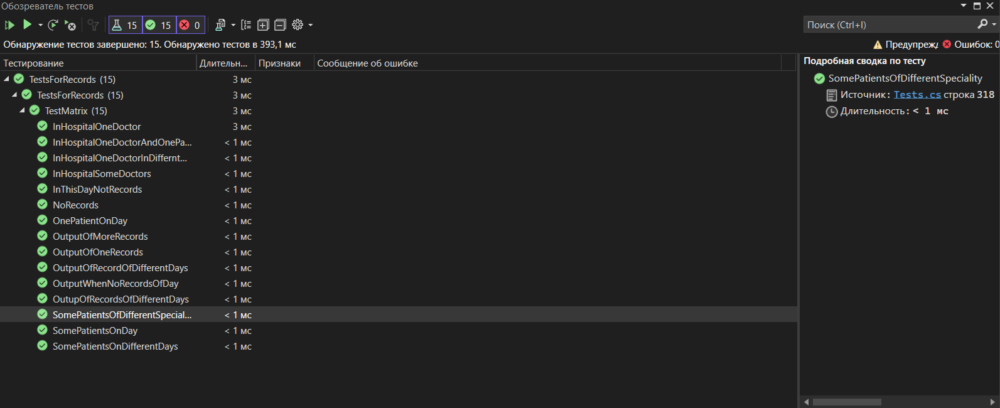 Обозреватель тестов
15 15 0
Поиск (Ctrl+I)
Обнаружение тестов завершено: 15. Обнаружено тестов в 393,1 мс
Предупреж Ошибок: 0
Тестирование Длительн... Признаки Сообщение об ошибке
TestsForRecords (15) 3 мс
TestsForRecords (15) 3 мс
TestMatrix (15) 3 мс
InHospitalOneDoctor 3 мс
InHospitalOneDoctorAndOnePa... < 1 мс
InHospitalOneDoctorInDiffernt... < 1 мс
InHospitalSomeDoctors < 1 мс
InThisDayNotRecords < 1 мс
NoRecords < 1 мс
OnePatientOnDay < 1 мс
OutputOfMoreRecords < 1 мс
OutputOfOneRecords < 1 мс
OutputOfRecordOfDifferentDays < 1 мс
OutputWhenNoRecordsOfDay < 1 мс
OutupOfRecordsOfDifferentDays < 1 мс
SomePatientsOfDifferentSpecial... < 1 мс
SomePatientsOnDay < 1 мс
SomePatientsOnDifferentDays < 1 мс
Подробная сводка по тесту
SomePatientsOfDifferentSpeciality
Источник: Tests.cs строка 318
Длительность: < 1 мс